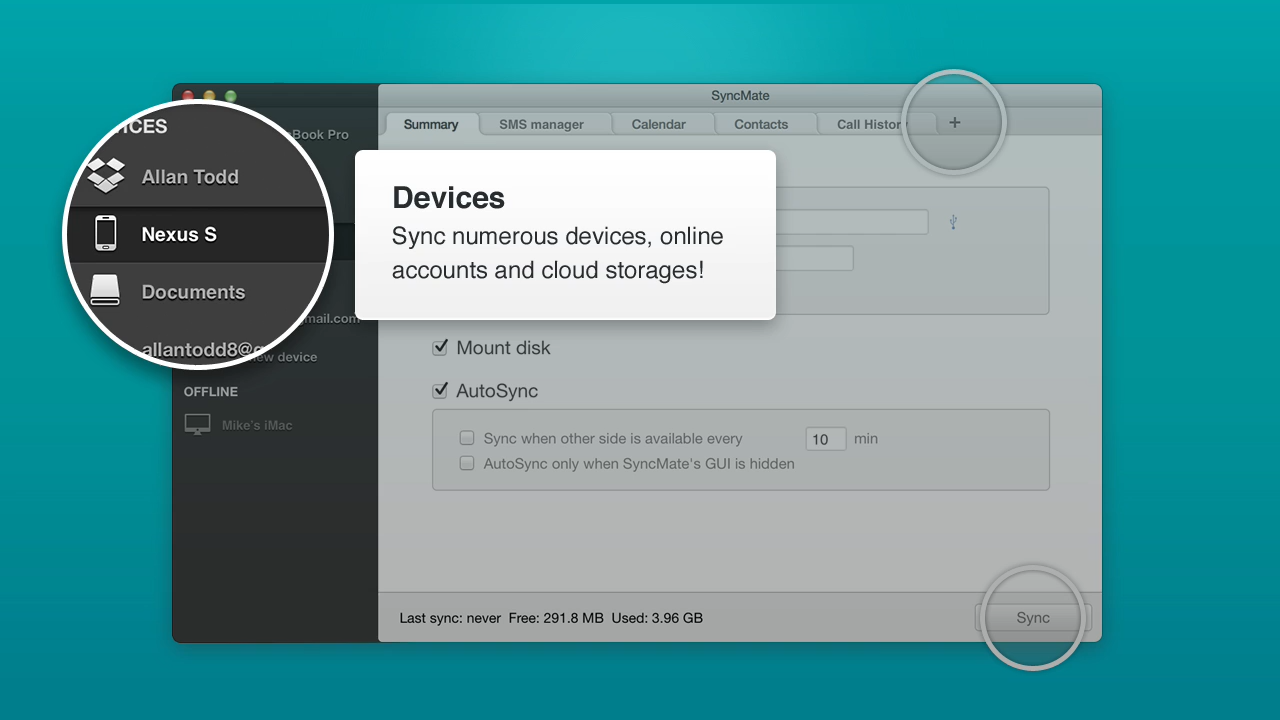 SyncMate
Summary
SMS manager
Calendar
Contacts
Call History
+
Book Pro
Allan Todd
Nexus S
Documents
allantodd8@
mail.com
device
OFFLINE
Mike's iMac
Devices
Sync numerous devices, online
accounts and cloud storages!
Mount disk
AutoSync
Sync when other side is available every 10 min
AutoSync only when SyncMate's GUI is hidden
Last sync: never Free: 291.8 MB Used: 3.96 GB
Sync